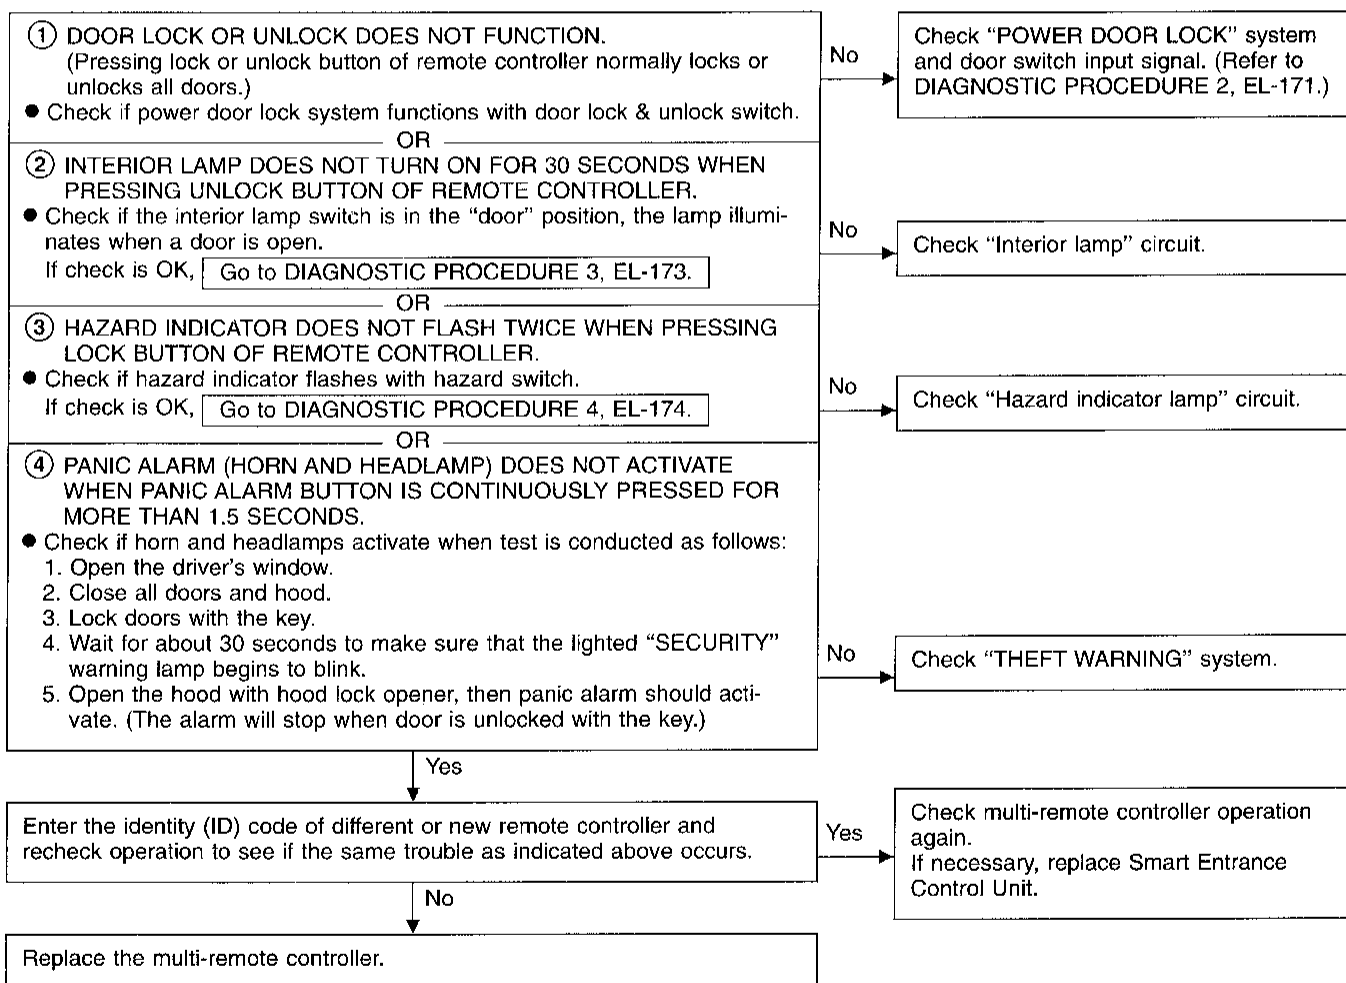 ① DOOR LOCK OR UNLOCK DOES NOT FUNCTION.
(Pressing lock or unlock button of remote controller normally locks or
unlocks all doors.)
● Check if power door lock system functions with door lock & unlock switch.
No
Check “POWER DOOR LOCK” system
and door switch input signal. (Refer to
DIAGNOSTIC PROCEDURE 2, EL-171.)
OR
② INTERIOR LAMP DOES NOT TURN ON FOR 30 SECONDS WHEN
PRESSING UNLOCK BUTTON OF REMOTE CONTROLLER.
● Check if the interior lamp switch is in the “door” position, the lamp illumi-
nates when a door is open.
If check is OK, Go to DIAGNOSTIC PROCEDURE 3, EL-173.
No
Check “Interior lamp” circuit.
OR
③ HAZARD INDICATOR DOES NOT FLASH TWICE WHEN PRESSING
LOCK BUTTON OF REMOTE CONTROLLER.
● Check if hazard indicator flashes with hazard switch.
If check is OK, Go to DIAGNOSTIC PROCEDURE 4, EL-174.
No
Check “Hazard indicator lamp” circuit.
OR
④ PANIC ALARM (HORN AND HEADLAMP) DOES NOT ACTIVATE
WHEN PANIC ALARM BUTTON IS CONTINUOUSLY PRESSED FOR
MORE THAN 1.5 SECONDS.
● Check if horn and headlamps activate when test is conducted as follows:
1. Open the driver’s window.
2. Close all doors and hood.
3. Lock doors with the key.
4. Wait for about 30 seconds to make sure that the lighted “SECURITY”
warning lamp begins to blink.
5. Open the hood with hood lock opener, then panic alarm should acti-
vate. (The alarm will stop when door is unlocked with the key.)
No
Check “THEFT WARNING” system.
Yes
Enter the identity (ID) code of different or new remote controller and
recheck operation to see if the same trouble as indicated above occurs.
Yes
Check multi-remote controller operation
again.
If necessary, replace Smart Entrance
Control Unit.
No
Replace the multi-remote controller.